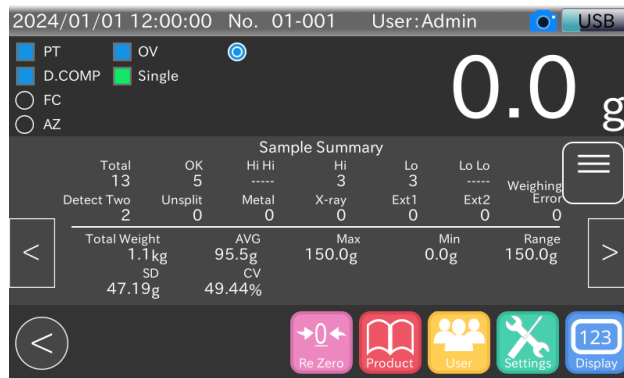 2024/01/01 12:00:00 No. 01-001 User:Admin USB
PT OV
D.COMP Single
FC
AZ
0.0 g
Sample Summary
Total OK Hi Hi Hi Lo Lo Lo Weighing Error
13 5 ----- 3 3 -----
Detect Two Unsplit Metal X-ray Ext1 Ext2
2 0 0 0 0 0 0
Total Weight AVG Max Min Range
1.1kg 95.5g 150.0g 0.0g 150.0g
SD CV
47.19g 49.44%
< >
< →0← 123
Re Zero Product User Settings Display